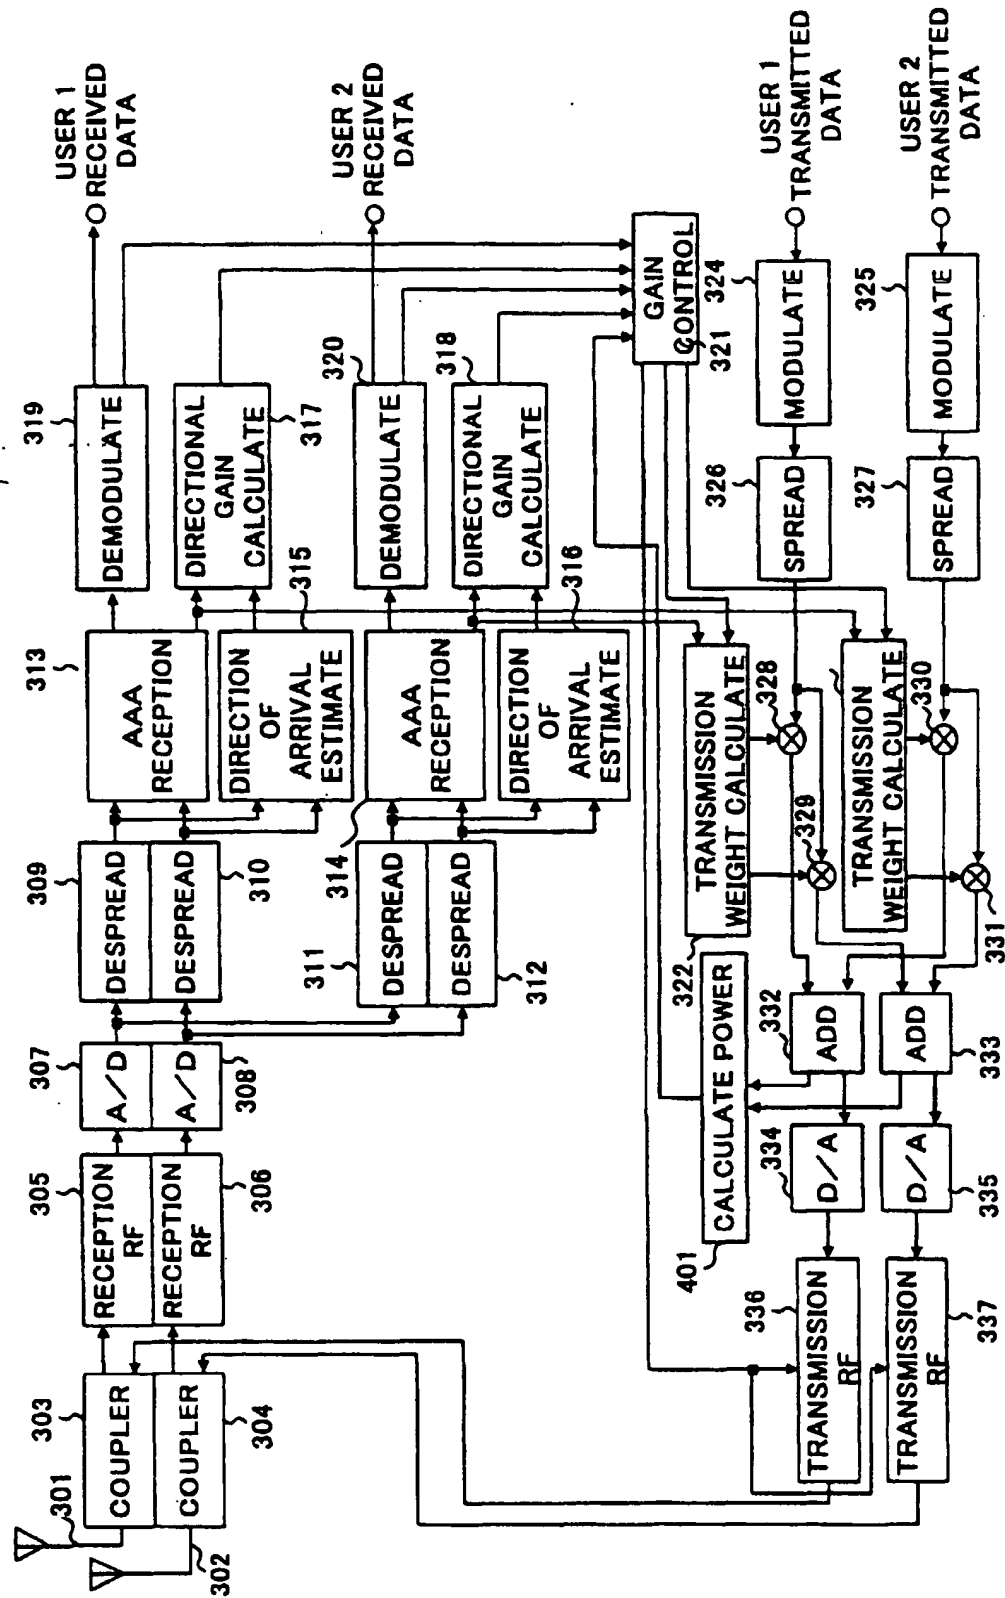 301
302
303
COUPLER
COUPLER
304
305
RECEPTION
RF
RECEPTION
RF
306
307
A/D
A/D
308
309
DESPREAD
DESPREAD
310
311
DESPREAD
DESPREAD
312
313
AAA
RECEPTION
DIRECTION
OF
ARRIVAL
ESTIMATE
315
314
AAA
RECEPTION
DIRECTION
OF
ARRIVAL
ESTIMATE
316
319
DEMODULATE
DIRECTIONAL
GAIN
CALCULATE
317
320
DEMODULATE
318
DIRECTIONAL
GAIN
CALCULATE
USER 1
RECEIVED
DATA
USER 2
RECEIVED
DATA
GAIN
CONTROL
321
322
TRANSMISSION
WEIGHT CALCULATE
328
329
TRANSMISSION
WEIGHT CALCULATE
330
331
324
MODULATE
USER 1
TRANSMITTED
DATA
325
MODULATE
USER 2
TRANSMITTED
DATA
326
SPREAD
327
SPREAD
401
CALCULATE POWER
332
ADD
ADD
333
334
D/A
D/A
335
336
TRANSMISSION
RF
TRANSMISSION
RF
337